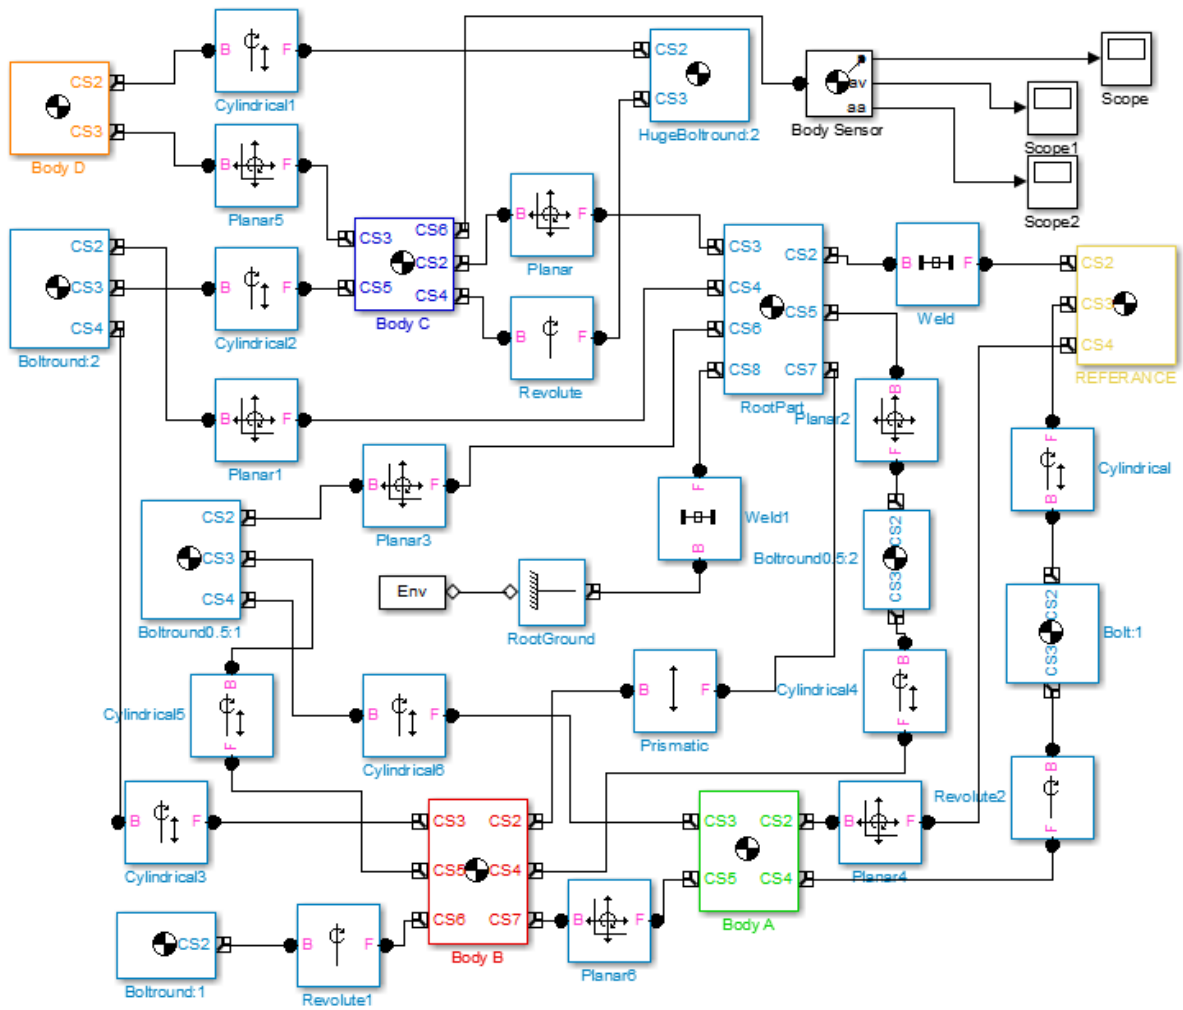 B
F
Cylindrical1
CS2
CS3
HugeBoltround:2
av
aa
Body Sensor
Scope
Scope1
Scope2
CS2
CS3
Body D
B
F
Planar5
CS3
CS6
CS2
CS5
CS4
Body C
B
F
Planar
CS3
CS2
CS4
CS5
CS6
CS8
CS7
RootPart
B
F
Weld
CS2
CS3
CS4
REFERANCE
CS2
CS3
CS4
Boltround:2
B
F
Cylindrical2
B
F
Revolute
B
F
Planar1
B
F
Planar2
F
B
Cylindrical
B
F
Planar3
F
B
Weld1
CS2
CS3
Boltround0.5:2
CS2
CS3
CS4
Boltround0.5:1
Env
RootGround
CS2
CS3
Bolt:1
B
F
Cylindrical5
B
F
Cylindrical6
B
F
Prismatic
B
F
Cylindrical4
B
F
Revolute2
B
F
Cylindrical3
CS3
CS2
CS5
CS4
CS6
CS7
Body B
CS3
CS2
CS5
CS4
Body A
B
F
Planar4
CS2
Boltround:1
B
F
Revolute1
B
F
Planar6